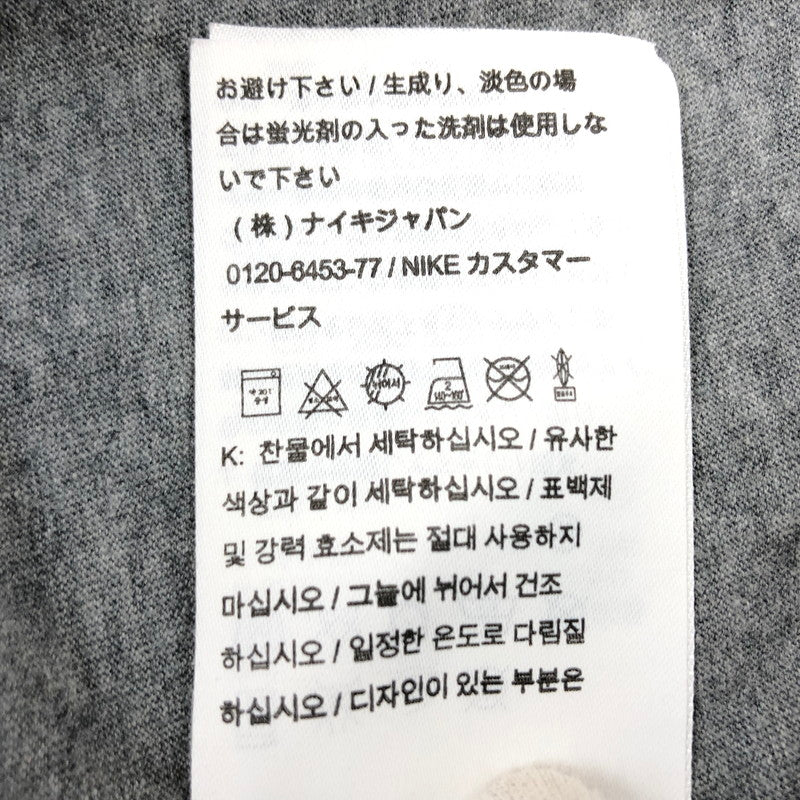 お避け下さい / 生成り、淡色の場
合は蛍光剤の入った洗剤は使用しな
いで下さい
(株)ナイキジャパン
0120-6453-77 / NIKE カスタマー
サービス
뉘어서
2
K: 찬물에서 세탁하십시오 / 유사한
색상과 같이 세탁하십시오 / 표백제
및 강력 효소제는 절대 사용하지
마십시오 / 그늘에 뉘어서 건조
하십시오 / 일정한 온도로 다림질
하십시오 / 디자인이 있는 부분은